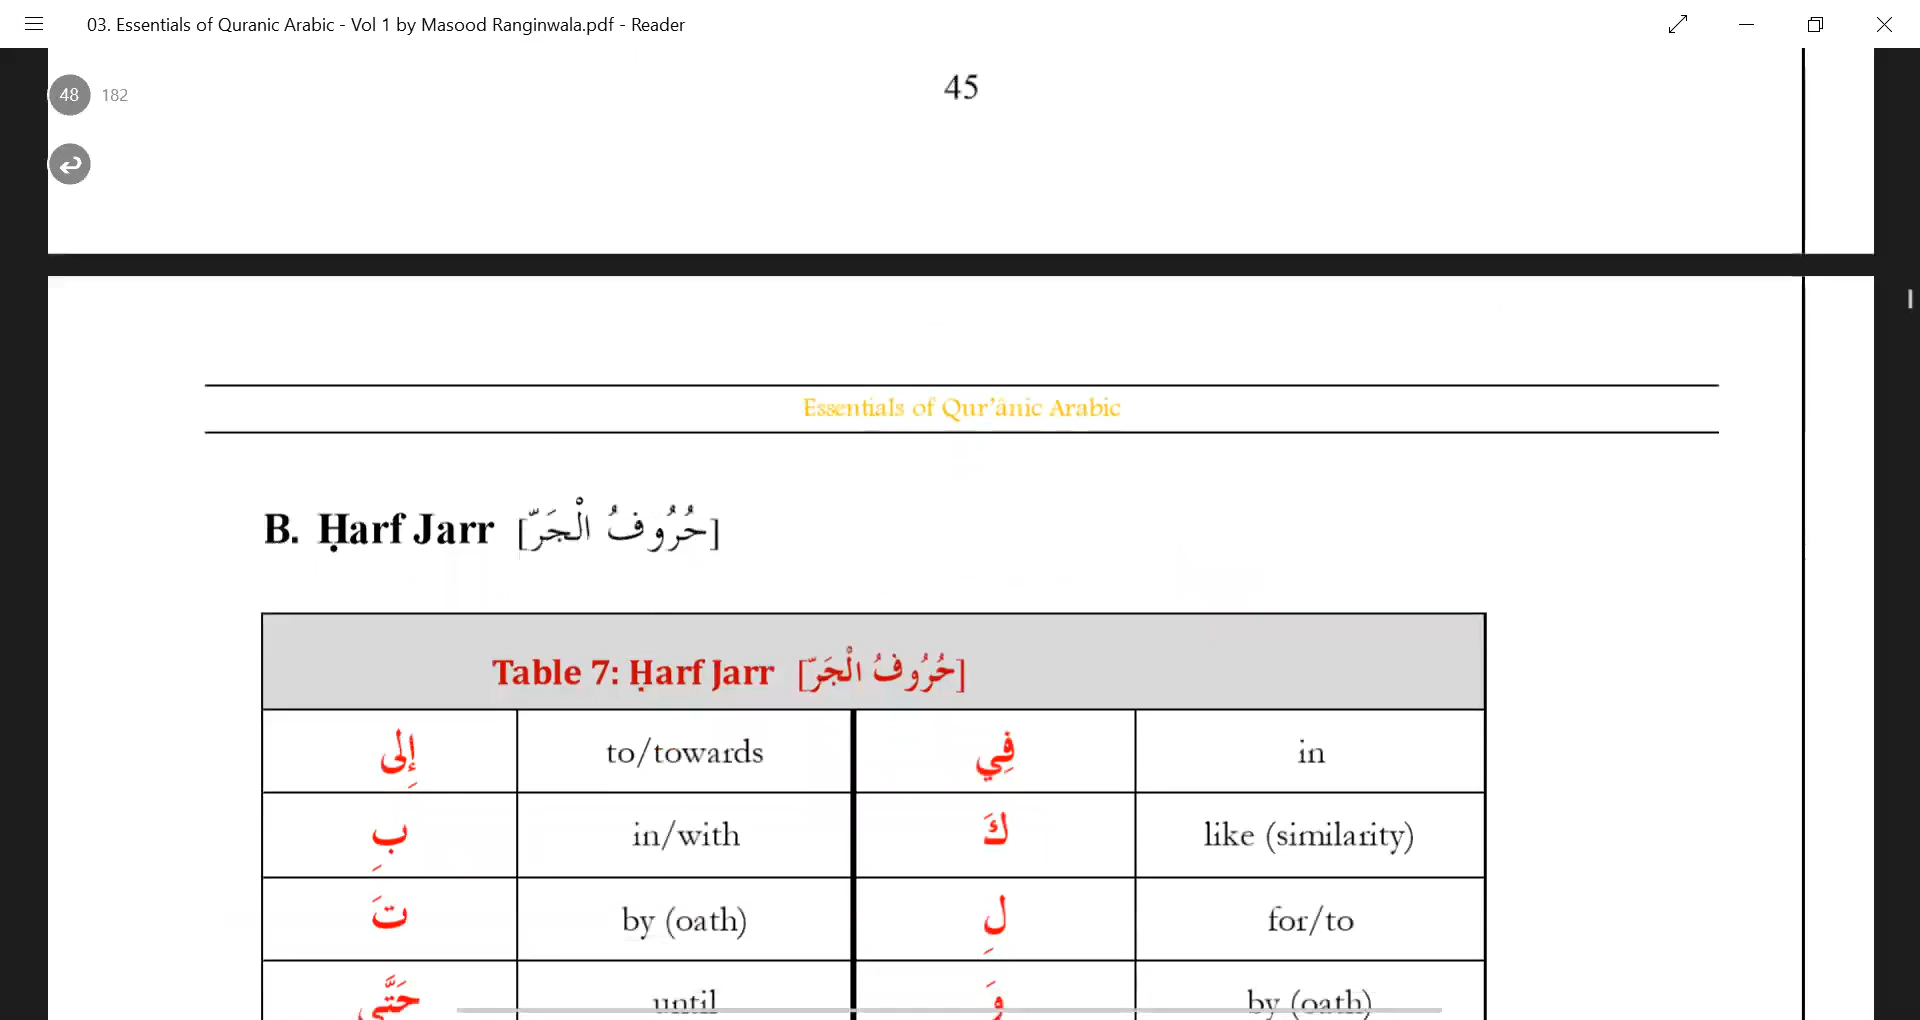 03. Essentials of Quranic Arabic - Vol 1 by Masood Ranginwala.pdf - Reader
48 182
45
Essentials of Qur’ânic Arabic
B. Ḥarf Jarr [حُرُوفُ الْجَرّ]
Table 7: Ḥarf Jarr [حُرُوفُ الْجَرّ]
إِلى to/towards فِي in
بِ in/with كَ like (similarity)
تَ by (oath) لِ for/to
حَتَّى until وَ by (oath)